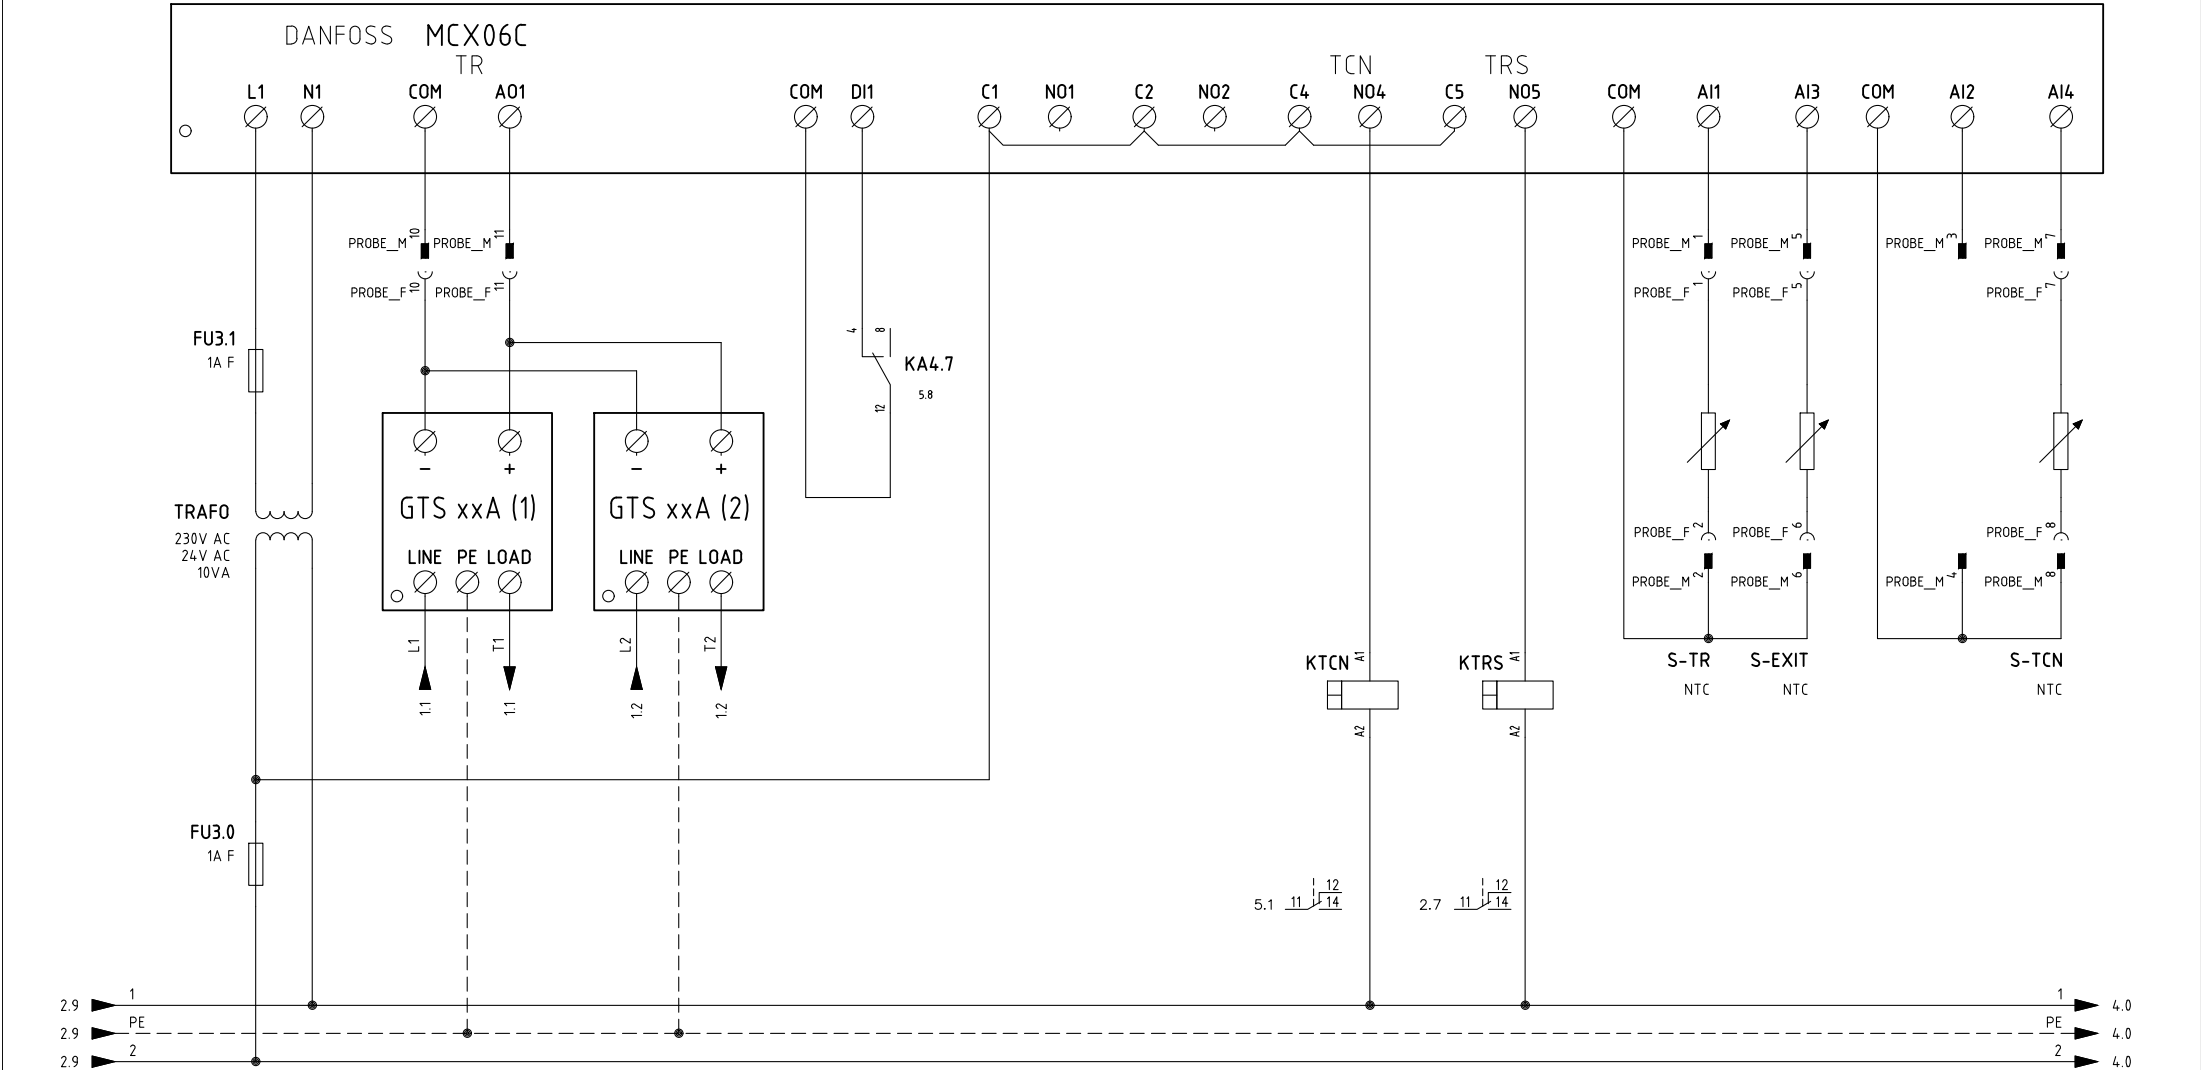 DANFOSS MCX06C
TR TCN TRS
L1 N1 COM AO1 COM DI1 C1 NO1 C2 NO2 C4 NO4 C5 NO5 COM AI1 AI3 COM AI2 AI4
PROBE_M 10 PROBE_M 11 PROBE_M 1 PROBE_M 5 PROBE_M 3 PROBE_M 7
PROBE_F 10 PROBE_F 11 PROBE_F 1 PROBE_F 5 PROBE_F 7
FU3.1
1A F
4 8
KA4.7
5.8
12
- + - +
GTS xxA (1) GTS xxA (2)
TRAFO
230V AC
24V AC
10VA
LINE PE LOAD LINE PE LOAD
PROBE_F 2 PROBE_F 6 PROBE_F 8
PROBE_M 2 PROBE_M 6 PROBE_M 4 PROBE_M 8
L1 T1 L2 T2
1.1 1.1 1.2 1.2
KTCN A1 KTRS A1
A2 A2
S-TR S-EXIT S-TCN
NTC NTC NTC
FU3.0
1A F
5.1 11 12 14 2.7 11 12 14
2.9 1 1 4.0
2.9 PE PE 4.0
2.9 2 2 4.0